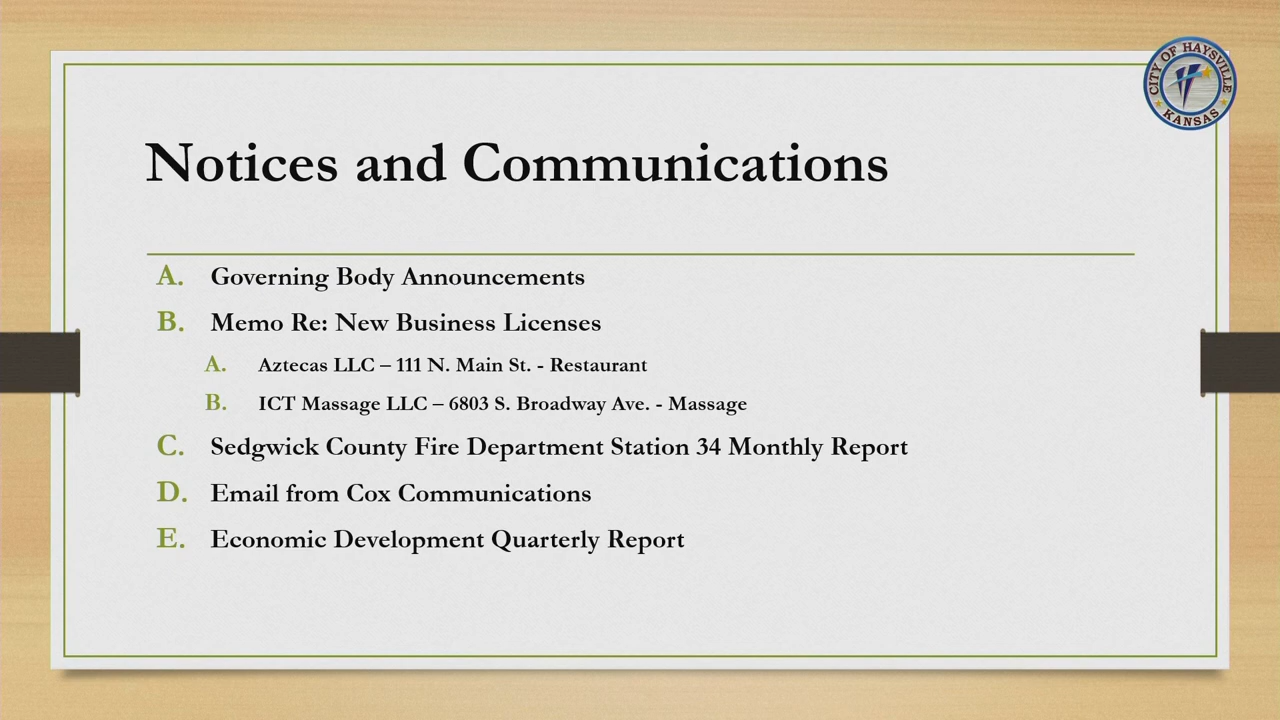 CITY OF HAYSVILLE
KANSAS
Notices and Communications
A. Governing Body Announcements
B. Memo Re: New Business Licenses
A. Aztecas LLC – 111 N. Main St. - Restaurant
B. ICT Massage LLC – 6803 S. Broadway Ave. - Massage
C. Sedgwick County Fire Department Station 34 Monthly Report
D. Email from Cox Communications
E. Economic Development Quarterly Report